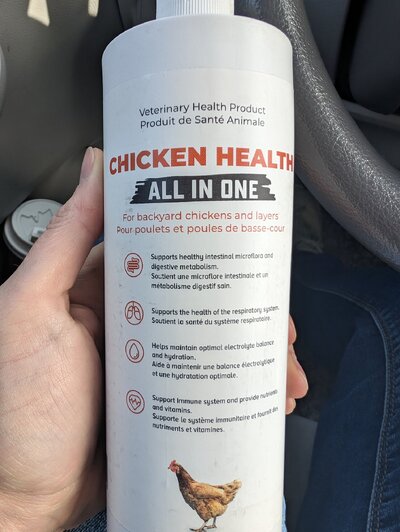 Veterinary Health Product
Produit de Santé Animale
CHICKEN HEALTH
ALL IN ONE
For backyard chickens and layers
Pour poulets et poules de basse-cour
Supports healthy intestinal microflora and
digestive metabolism.
Soutient une microflore intestinale et un
métabolisme digestif sain.
Supports the health of the respiratory system.
Soutient la santé du système respiratoire.
Helps maintain optimal electrolyte balance
and hydration.
Aide à maintenir une balance électrolytique
et une hydratation optimale.
Support immune system and provide nutrients
and vitamins.
Supporte le système immunitaire et fournit des
nutriments et vitamines.